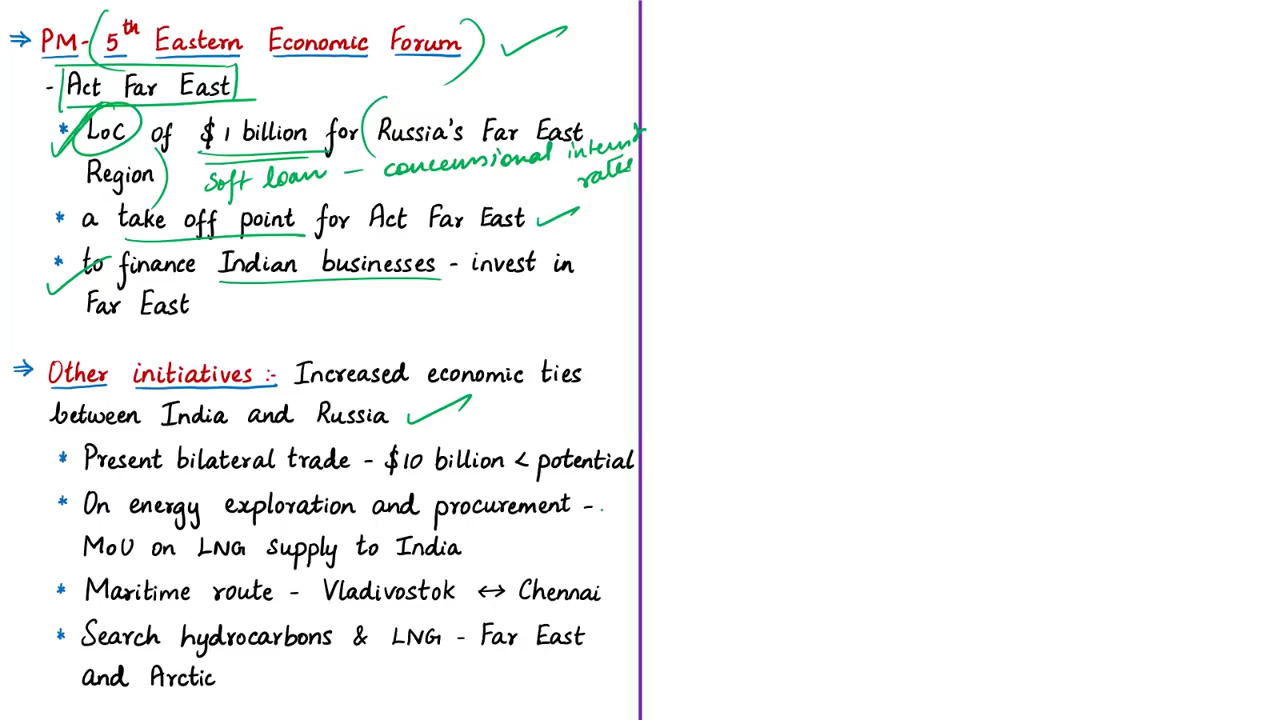 ⇒ PM- (5th Eastern Economic Forum)
- Act Far East
* LoC of $1 billion for (Russia's Far East
Region)
soft loan - concessional interest
rates
* a take off point for Act Far East
* to finance Indian businesses - invest in
Far East
⇒ Other initiatives :- Increased economic ties
between India and Russia
* Present bilateral trade - $10 billion < potential
* On energy exploration and procurement -
MoU on LNG supply to India
* Maritime route - Vladivostok ↔ Chennai
* Search hydrocarbons & LNG - Far East
and Arctic